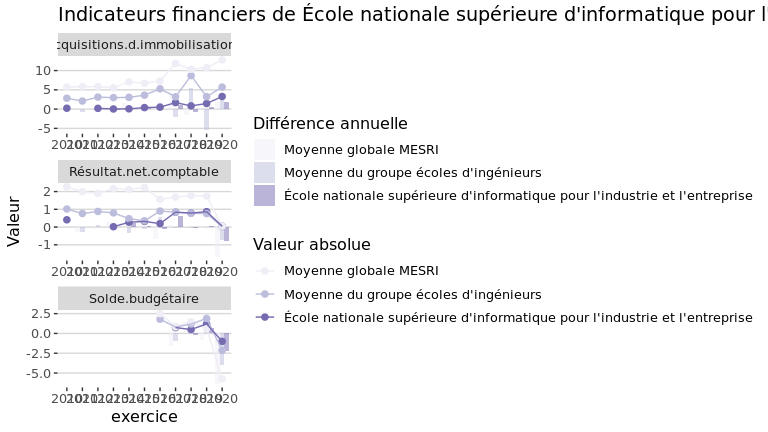 Indicateurs financiers de École nationale supérieure d'informatique pour l'
cquisitions.d.immobilisation
10
5
0
-5
Résultat.net.comptable
2
1
0
-1
Solde.budgétaire
2.5
0.0
-2.5
-5.0
Valeur
exercice
Différence annuelle
Moyenne globale MESRI
Moyenne du groupe écoles d'ingénieurs
École nationale supérieure d'informatique pour l'industrie et l'entreprise
Valeur absolue
Moyenne globale MESRI
Moyenne du groupe écoles d'ingénieurs
École nationale supérieure d'informatique pour l'industrie et l'entreprise